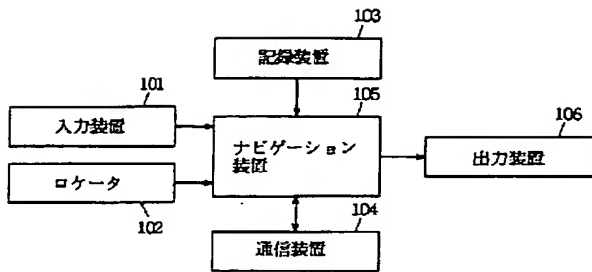 103
記録装置
101
105
入力装置
ナビゲーション
装置
106
出力装置
ロケータ
102
104
通信装置